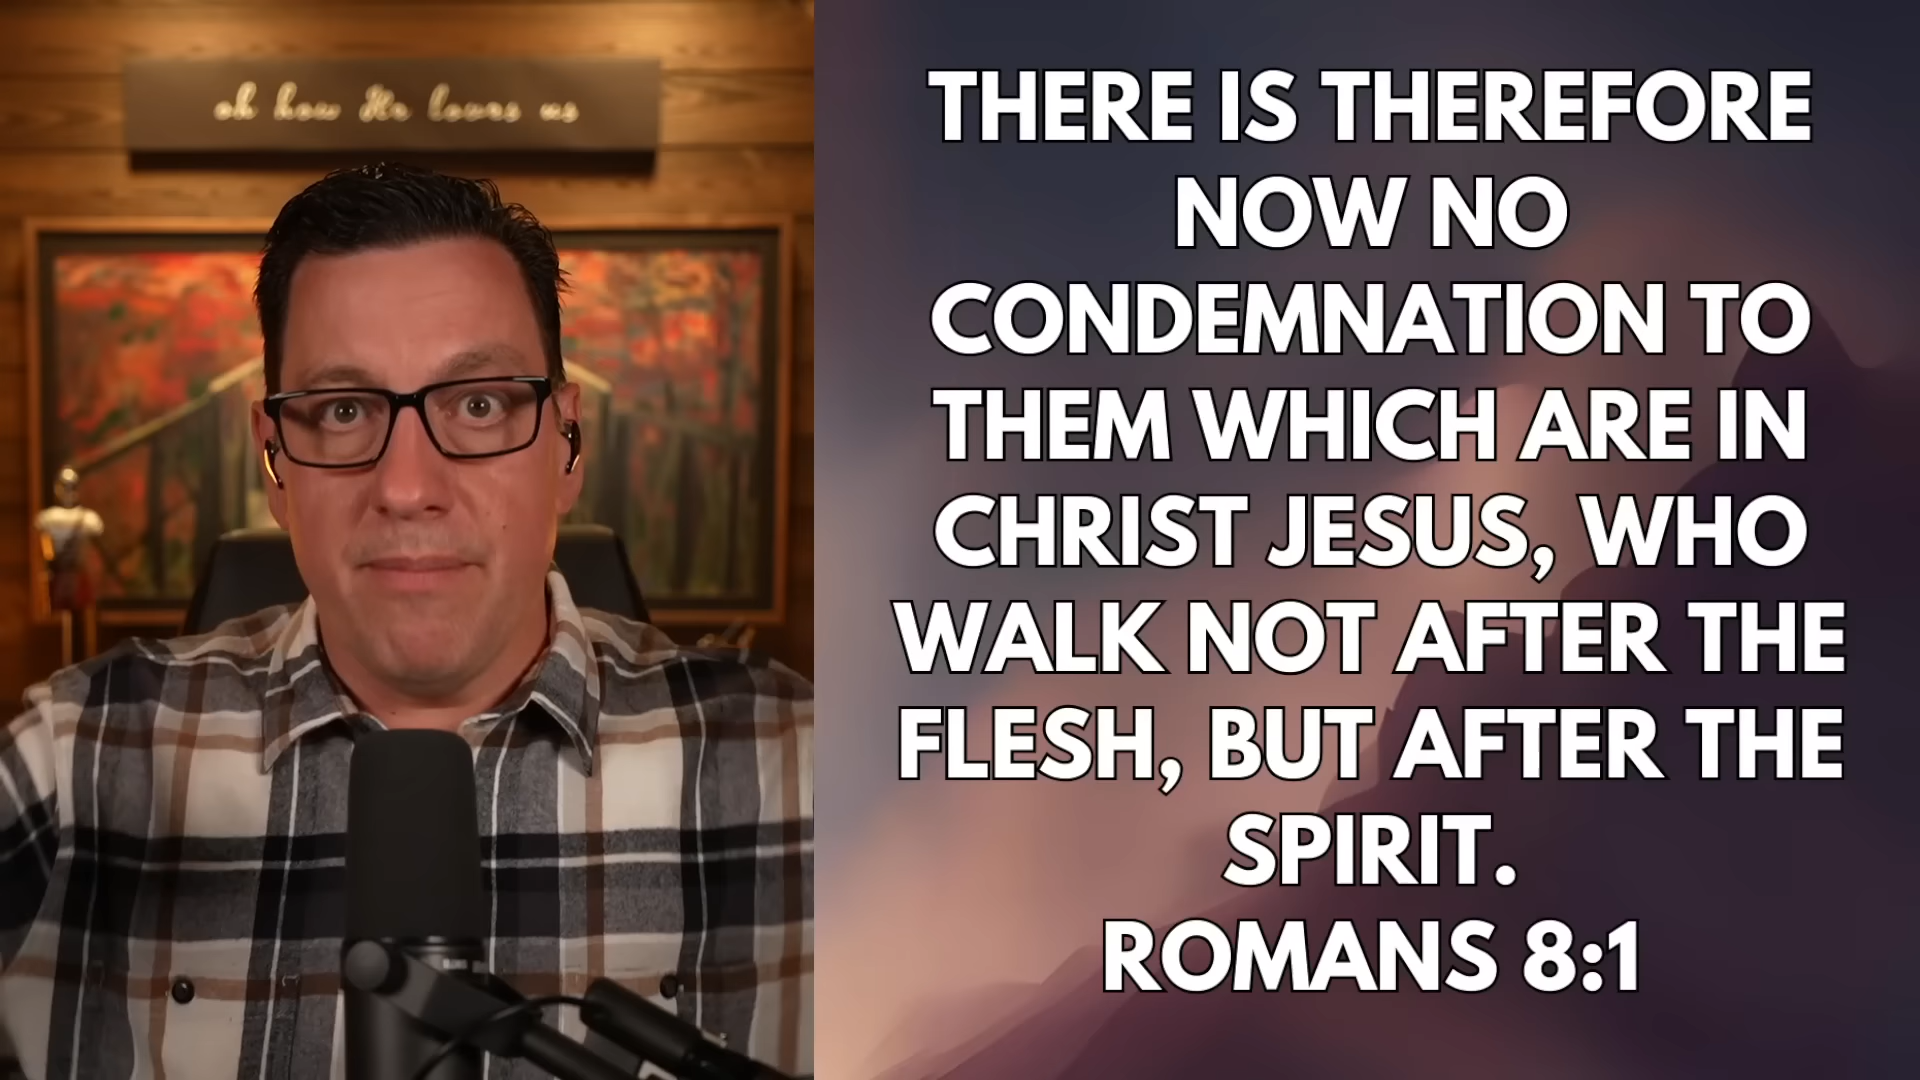 oh how He loves us
THERE IS THEREFORE
NOW NO
CONDEMNATION TO
THEM WHICH ARE IN
CHRIST JESUS, WHO
WALK NOT AFTER THE
FLESH, BUT AFTER THE
SPIRIT.
ROMANS 8:1